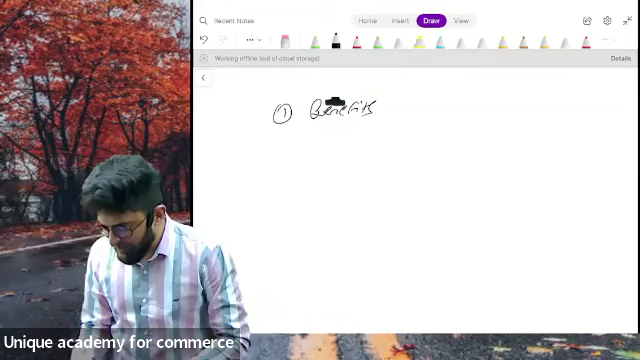 Recent Notes
Home Insert Draw View
Working offline (out of cloud storage) Details
① Benefits
Unique academy for commerce